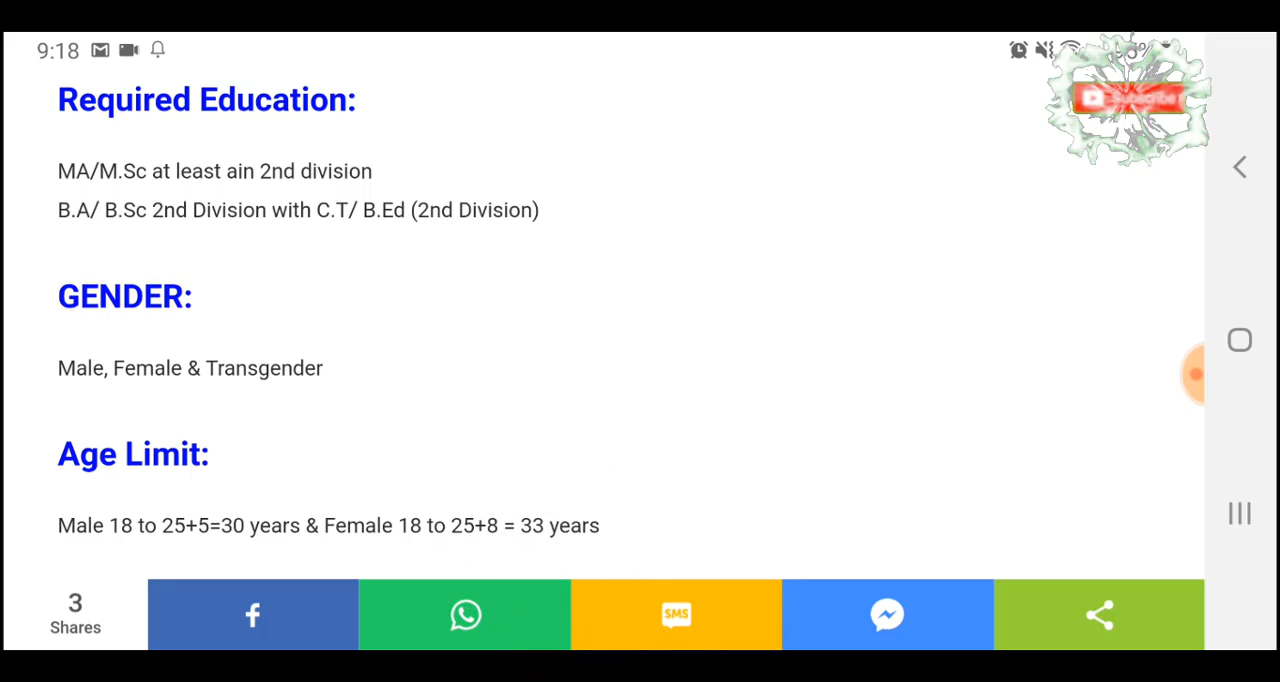 9:18
Subscribe
Required Education:
MA/M.Sc at least ain 2nd division
B.A/ B.Sc 2nd Division with C.T/ B.Ed (2nd Division)
GENDER:
Male, Female & Transgender
Age Limit:
Male 18 to 25+5=30 years & Female 18 to 25+8 = 33 years
3
Shares
SMS